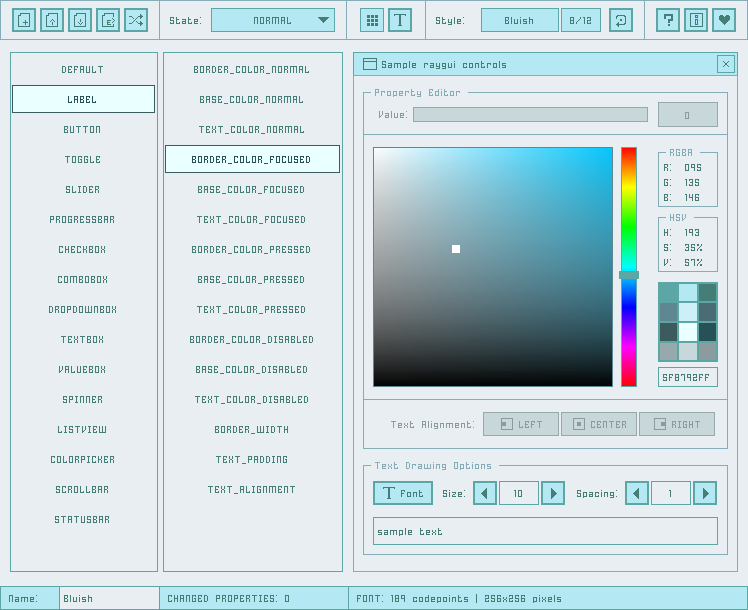 State: NORMAL Style: Bluish 8/12
DEFAULT
LABEL
BUTTON
TOGGLE
SLIDER
PROGRESSBAR
CHECKBOX
COMBOBOX
DROPDOWNBOX
TEXTBOX
VALUEBOX
SPINNER
LISTVIEW
COLORPICKER
SCROLLBAR
STATUSBAR
BORDER_COLOR_NORMAL
BASE_COLOR_NORMAL
TEXT_COLOR_NORMAL
BORDER_COLOR_FOCUSED
BASE_COLOR_FOCUSED
TEXT_COLOR_FOCUSED
BORDER_COLOR_PRESSED
BASE_COLOR_PRESSED
TEXT_COLOR_PRESSED
BORDER_COLOR_DISABLED
BASE_COLOR_DISABLED
TEXT_COLOR_DISABLED
BORDER_WIDTH
TEXT_PADDING
TEXT_ALIGNMENT
Sample raygui controls
Property Editor
Value: 0
RGBA
R: 095
G: 135
B: 146
HSV
H: 193
S: 35%
V: 57%
5F8792FF
Text Alignment: LEFT CENTER RIGHT
Text Drawing Options
T Font Size: 10 Spacing: 1
sample text
Name: Bluish CHANGED PROPERTIES: 0 FONT: 189 codepoints | 256x256 pixels